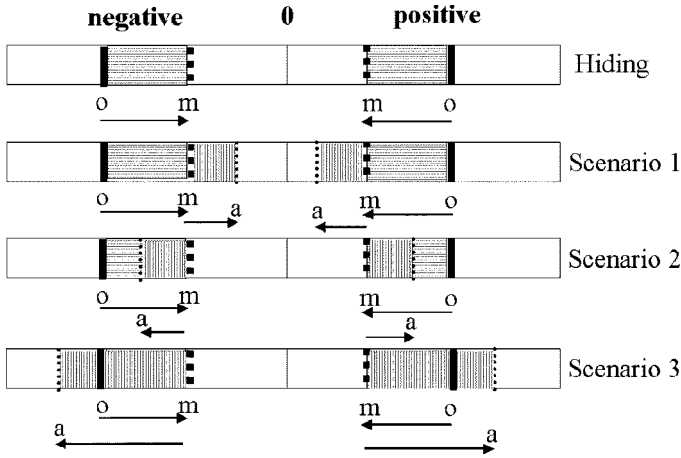 negative 0 positive
Hiding
o m m o
Scenario 1
o m a a m o
Scenario 2
o m m o
a a
Scenario 3
o m m o
a a